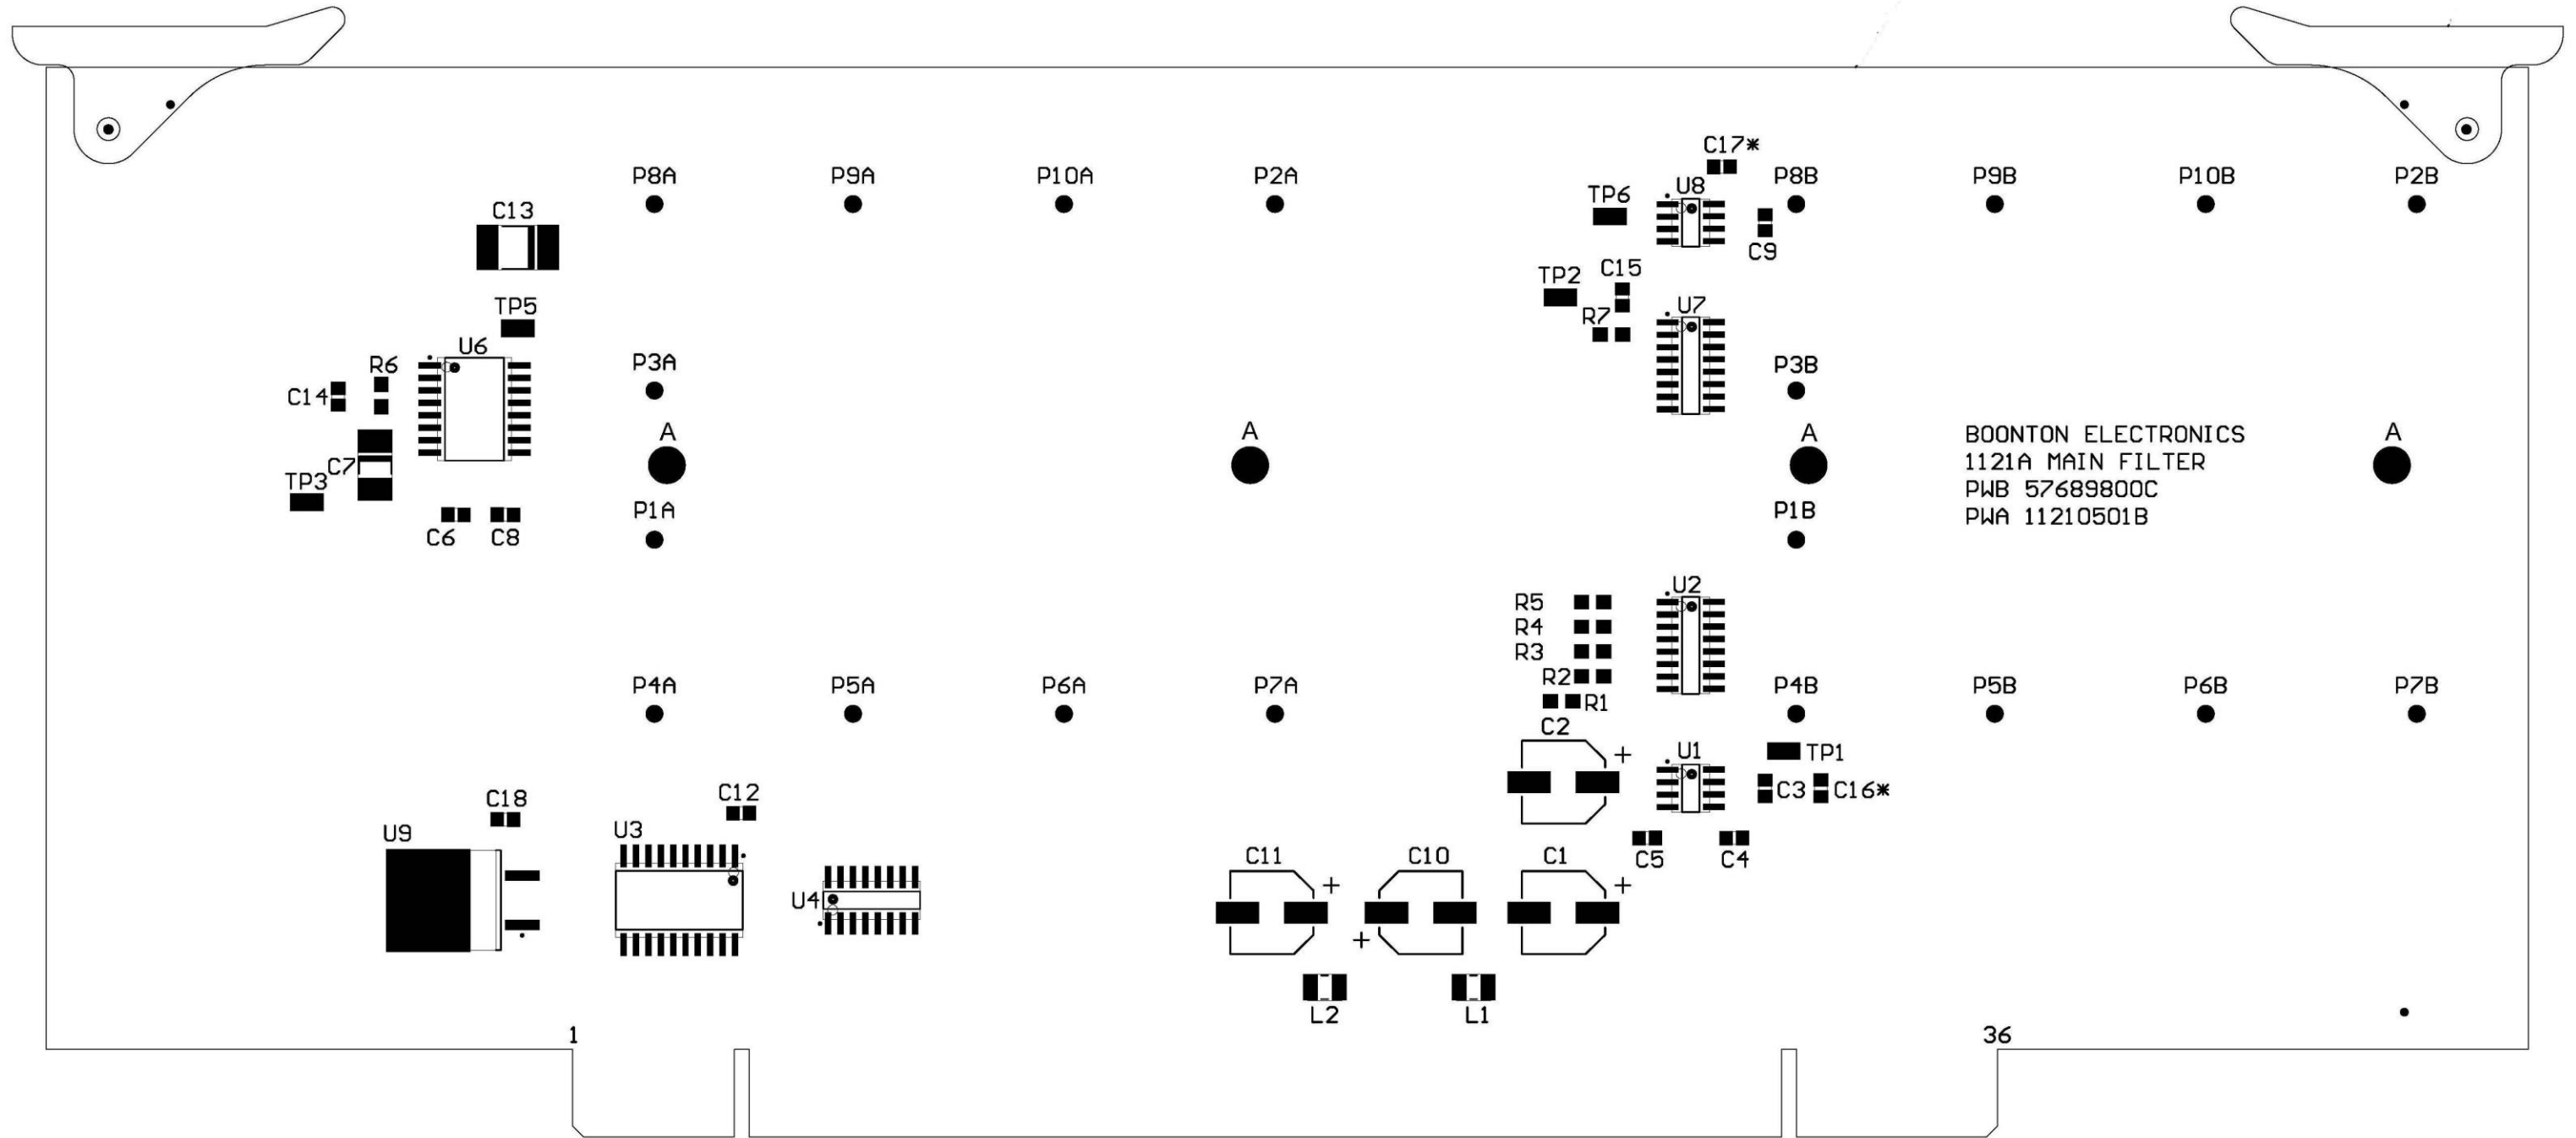 C17*
P8A
P9A
P10A
P2A
U8
P8B
P9B
P10B
P2B
TP6
C13
C9
TP2
C15
TP5
U7
R7
U6
R6
P3A
P3B
C14
A
A
A
A
BOONTON ELECTRONICS
1121A MAIN FILTER
PWB 57689800C
PWA 11210501B
C7
TP3
P1A
P1B
C6
C8
U2
R5
R4
R3
R2
P4A
P5A
P6A
P7A
P4B
P5B
P6B
P7B
R1
C2
+
U1
TP1
C12
C18
C3
C16*
U9
U3
C11
C10
C1
C5
C4
+
+
U4
+
L2
L1
1
36